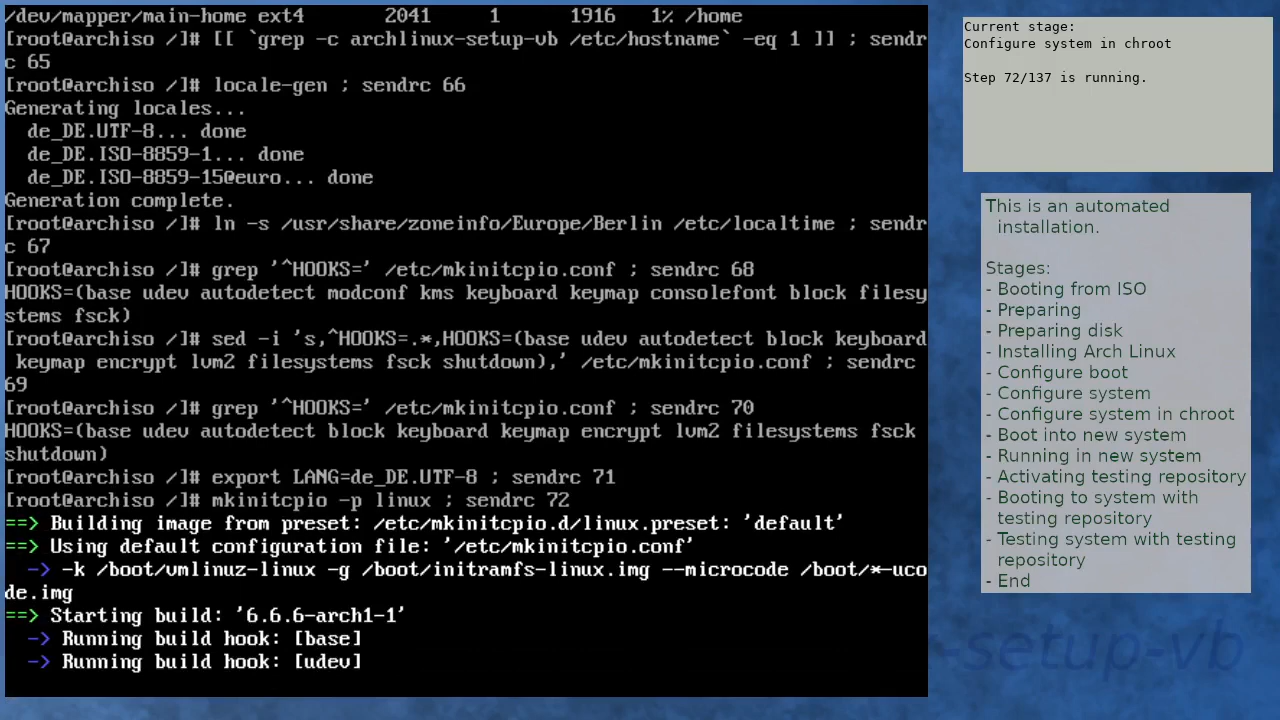 /dev/mapper/main-home ext4       2041     1      1916   1% /home
[root@archiso /]# [[ `grep -c archlinux-setup-vb /etc/hostname` -eq 1 ]] ; sendr
c 65
[root@archiso /]# locale-gen ; sendrc 66
Generating locales...
  de_DE.UTF-8... done
  de_DE.ISO-8859-1... done
  de_DE.ISO-8859-15@euro... done
Generation complete.
[root@archiso /]# ln -s /usr/share/zoneinfo/Europe/Berlin /etc/localtime ; sendr
c 67
[root@archiso /]# grep '^HOOKS=' /etc/mkinitcpio.conf ; sendrc 68
HOOKS=(base udev autodetect modconf kms keyboard keymap consolefont block filesy
stems fsck)
[root@archiso /]# sed -i 's,^HOOKS=.*,HOOKS=(base udev autodetect block keyboard
 keymap encrypt lvm2 filesystems fsck shutdown),' /etc/mkinitcpio.conf ; sendrc
69
[root@archiso /]# grep '^HOOKS=' /etc/mkinitcpio.conf ; sendrc 70
HOOKS=(base udev autodetect block keyboard keymap encrypt lvm2 filesystems fsck
shutdown)
[root@archiso /]# export LANG=de_DE.UTF-8 ; sendrc 71
[root@archiso /]# mkinitcpio -p linux ; sendrc 72
==> Building image from preset: /etc/mkinitcpio.d/linux.preset: 'default'
==> Using default configuration file: '/etc/mkinitcpio.conf'
  -> -k /boot/vmlinuz-linux -g /boot/initramfs-linux.img --microcode /boot/*-uco
de.img
==> Starting build: '6.6.6-arch1-1'
  -> Running build hook: [base]
  -> Running build hook: [udev]
Current stage:
Configure system in chroot
Step 72/137 is running.
This is an automated
installation.
Stages:
- Booting from ISO
- Preparing
- Preparing disk
- Installing Arch Linux
- Configure boot
- Configure system
- Configure system in chroot
- Boot into new system
- Running in new system
- Activating testing repository
- Booting to system with
testing repository
- Testing system with testing
repository
- End
-setup-vb